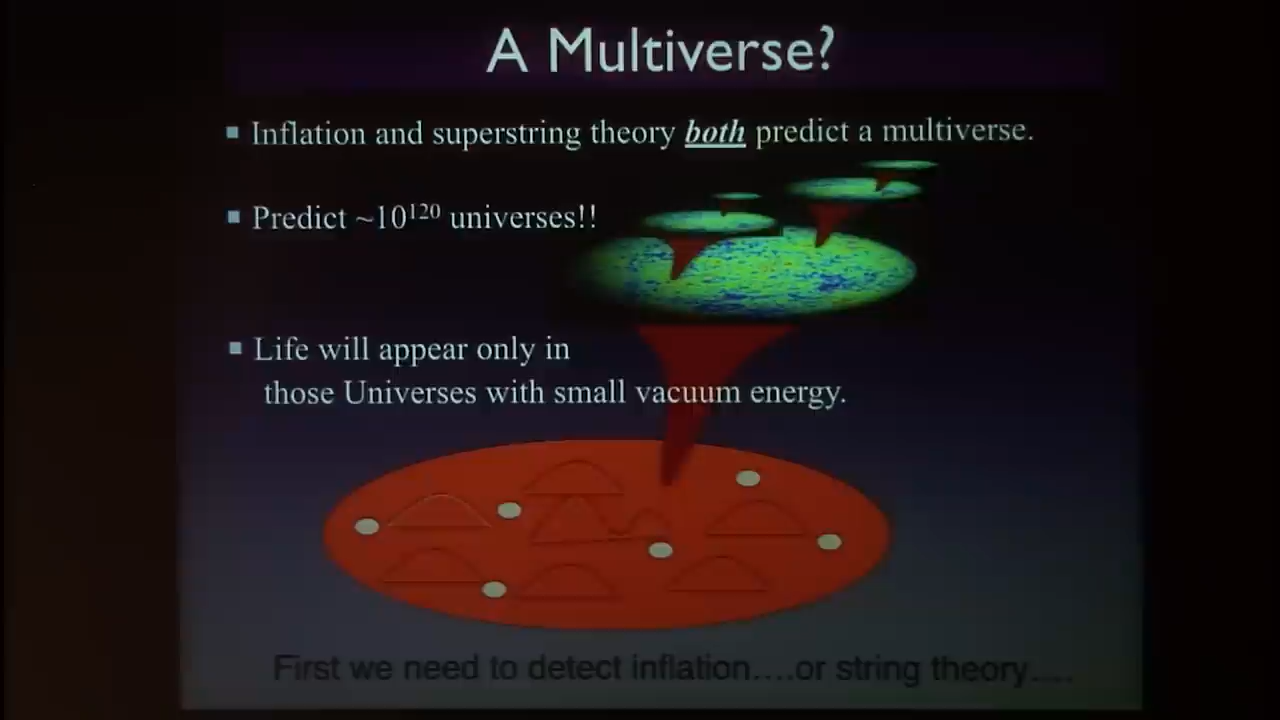 A Multiverse?
▪ Inflation and superstring theory both predict a multiverse.
▪ Predict ~10¹²⁰ universes!!
▪ Life will appear only in
those Universes with small vacuum energy.
First we need to detect inflation....or string theory....